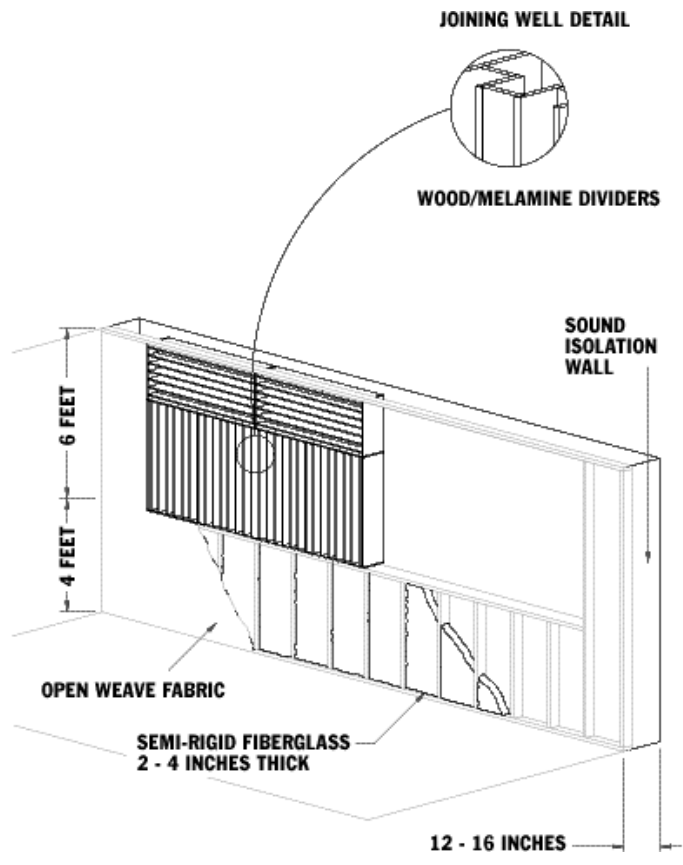 JOINING WELL DETAIL
WOOD/MELAMINE DIVIDERS
SOUND
ISOLATION
WALL
6 FEET
4 FEET
OPEN WEAVE FABRIC
SEMI-RIGID FIBERGLASS
2 - 4 INCHES THICK
12 - 16 INCHES